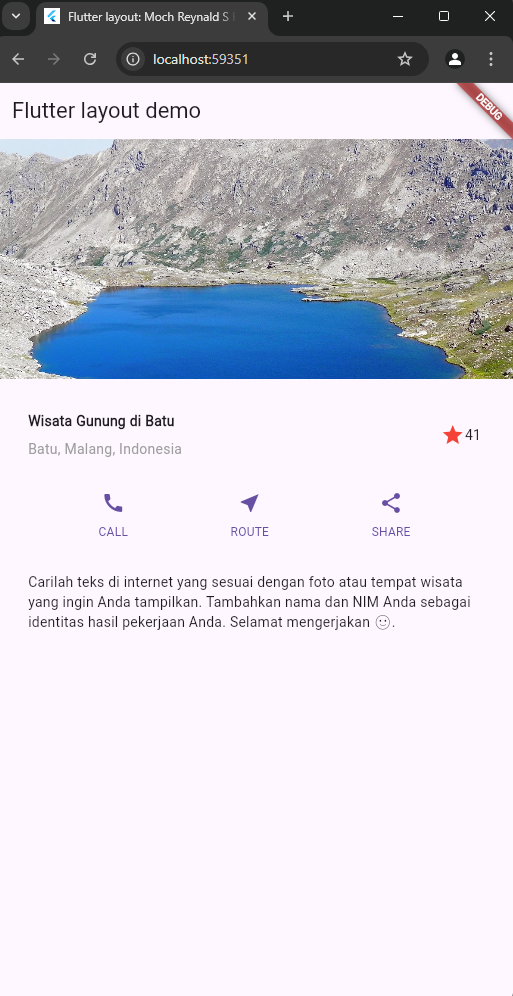 Flutter layout: Moch Reynald S
localhost:59351
Flutter layout demo
DEBUG
Wisata Gunung di Batu
41
Batu, Malang, Indonesia
CALL ROUTE SHARE
Carilah teks di internet yang sesuai dengan foto atau tempat wisata
yang ingin Anda tampilkan. Tambahkan nama dan NIM Anda sebagai
identitas hasil pekerjaan Anda. Selamat mengerjakan 🙂.